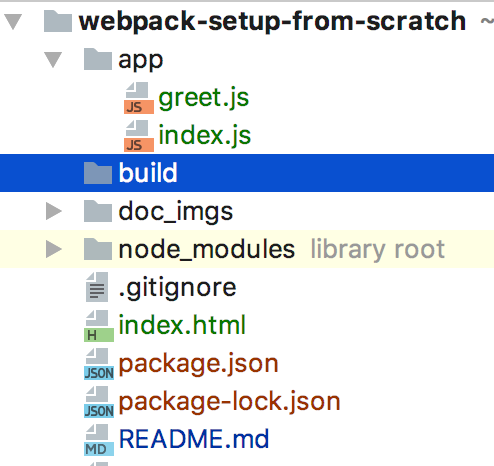 webpack-setup-from-scratch ~
app
JS greet.js
JS index.js
build
doc_imgs
node_modules library root
.gitignore
H index.html
JSON package.json
JSON package-lock.json
MD README.md